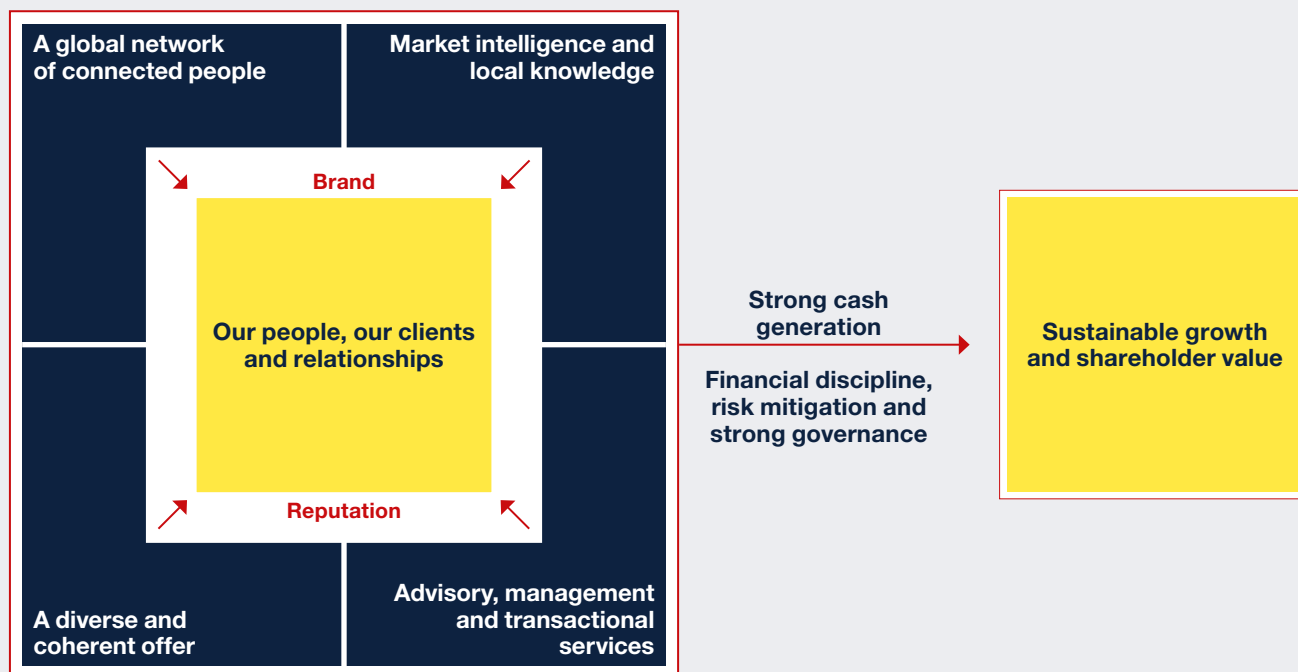 A global network
of connected people
Market intelligence and
local knowledge
Brand
Our people, our clients
and relationships
Reputation
A diverse and
coherent offer
Advisory, management
and transactional
services
Strong cash
generation
Financial discipline,
risk mitigation and
strong governance
Sustainable growth
and shareholder value